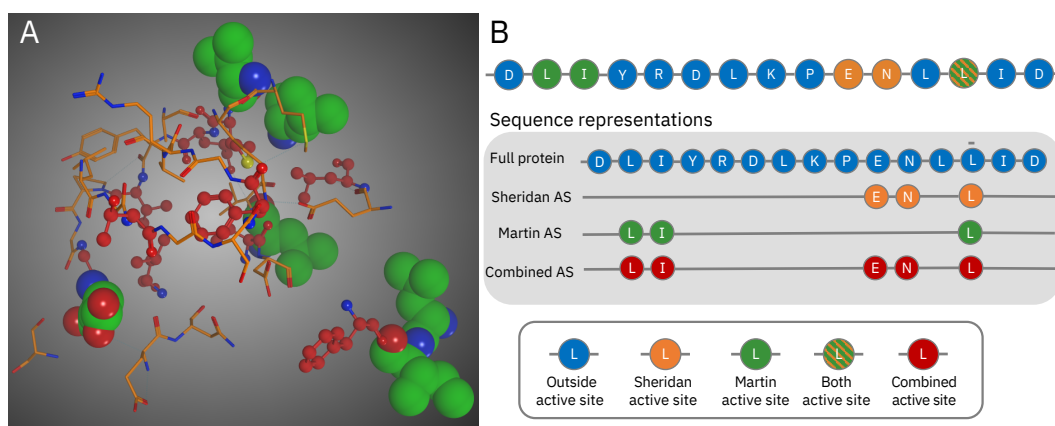 A
B
D L I Y R D L K P E N L L I D
Sequence representations
Full protein D L I Y R D L K P E N L L I D
Sheridan AS E N L
Martin AS L I L
Combined AS L I E N L
L L L L L
Outside Sheridan Martin Both Combined
active site active site active site active site active site